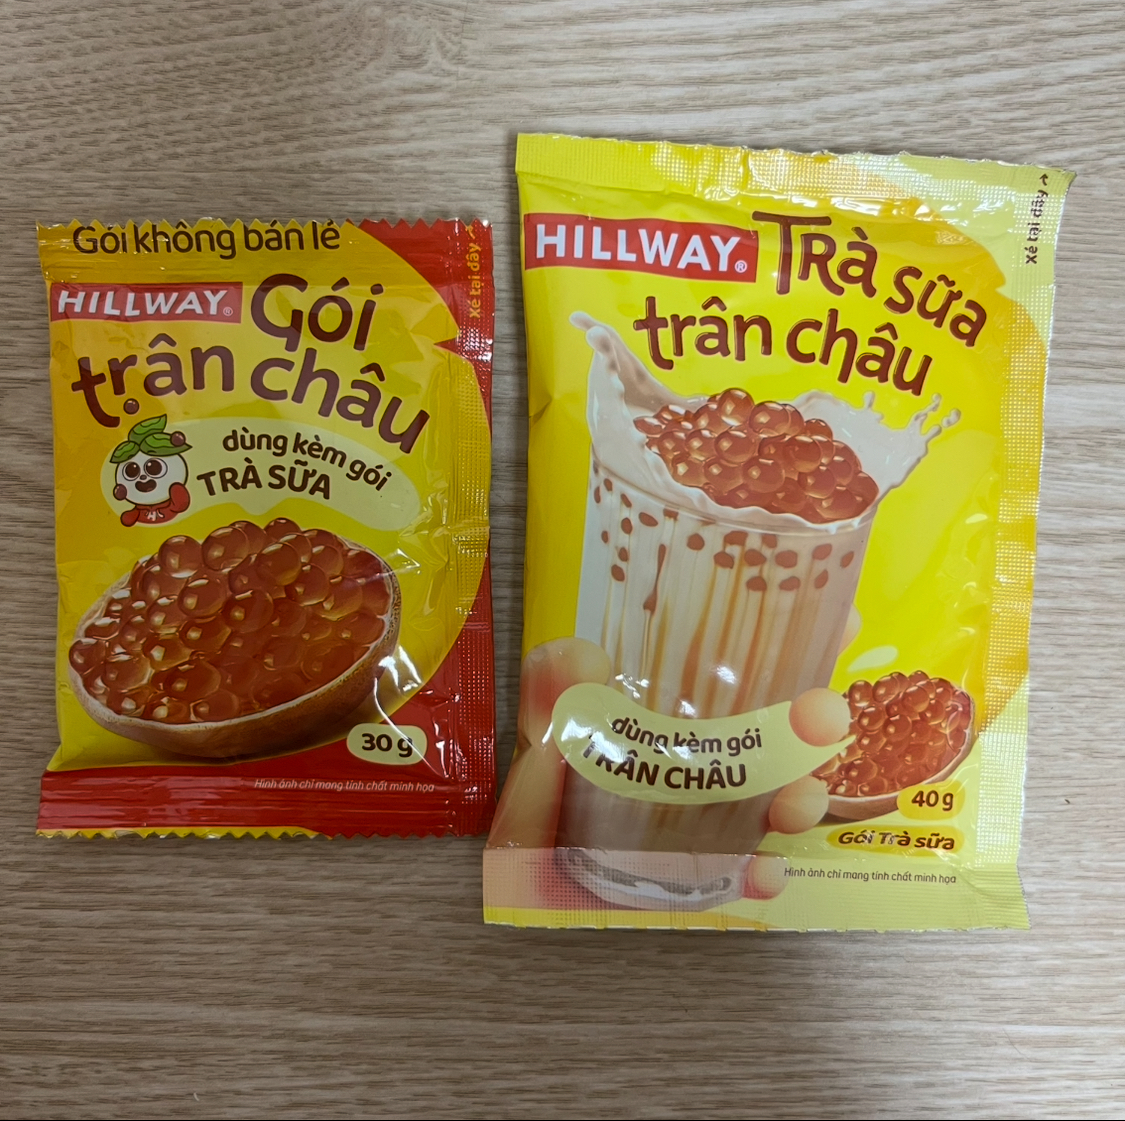 Gói không bán lẻ
Xé tại đây
HILLWAY® Gói
trân châu
dùng kèm gói
TRÀ SỮA
30 g
Hình ảnh chỉ mang tính chất minh họa
Xé tại đây
HILLWAY® Trà sữa
trân châu
dùng kèm gói
TRÂN CHÂU
40 g
Gói Trà sữa
Hình ảnh chỉ mang tính chất minh họa